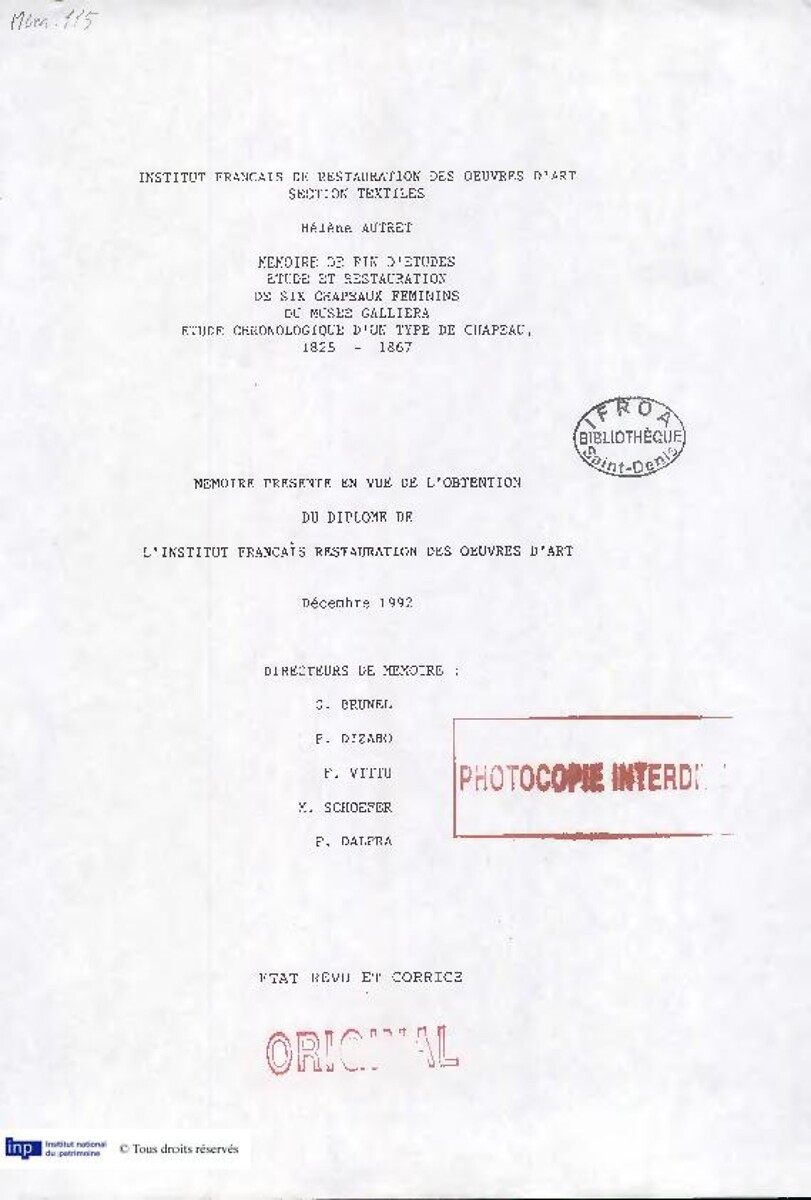 Mém. 115
INSTITUT FRANCAIS DE RESTAURATION DES OEUVRES D'ART
SECTION TEXTILES
Hélène AUTRET
MEMOIRE DE FIN D'ETUDES
ETUDE ET RESTAURATION
DE SIX CHAPEAUX FEMININS
DU MUSEE GALLIERA
ETUDE CHRONOLOGIQUE D'UN TYPE DE CHAPEAU,
1825 - 1867
IFROA
BIBLIOTHÈQUE
Saint-Denis
MEMOIRE PRESENTE EN VUE DE L'OBTENTION
DU DIPLOME DE
L'INSTITUT FRANCAIS RESTAURATION DES OEUVRES D'ART
Décembre 1992
DIRECTEURS DE MEMOIRE :
G. BRUNEL
P. DIZABO
F. VITTU
M. SCHOEFER
P. DALPRA
PHOTOCOPIE INTERDI
ETAT REVU ET CORRIGE
ORIGINAL
inp Institut national
du patrimoine
© Tous droits réservés